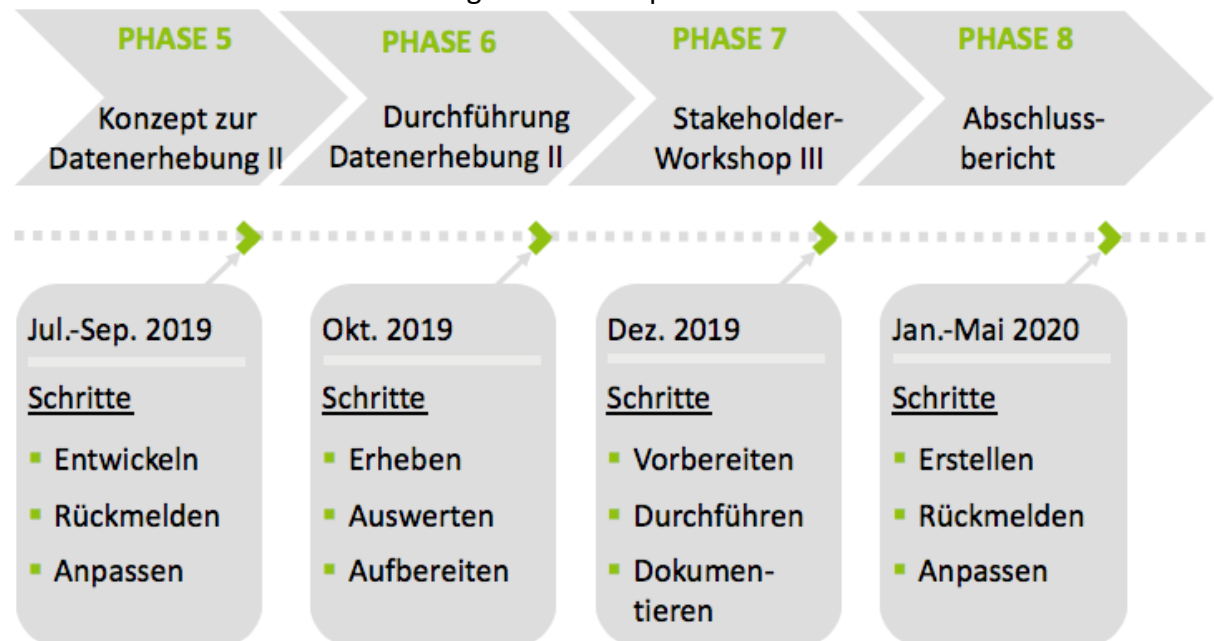 PHASE 5
Konzept zur
Datenerhebung II
PHASE 6
Durchführung
Datenerhebung II
PHASE 7
Stakeholder-
Workshop III
PHASE 8
Abschluss-
bericht
Jul.-Sep. 2019
Schritte
Entwickeln
Rückmelden
Anpassen
Okt. 2019
Schritte
Erheben
Auswerten
Aufbereiten
Dez. 2019
Schritte
Vorbereiten
Durchführen
Dokumen-
tieren
Jan.-Mai 2020
Schritte
Erstellen
Rückmelden
Anpassen